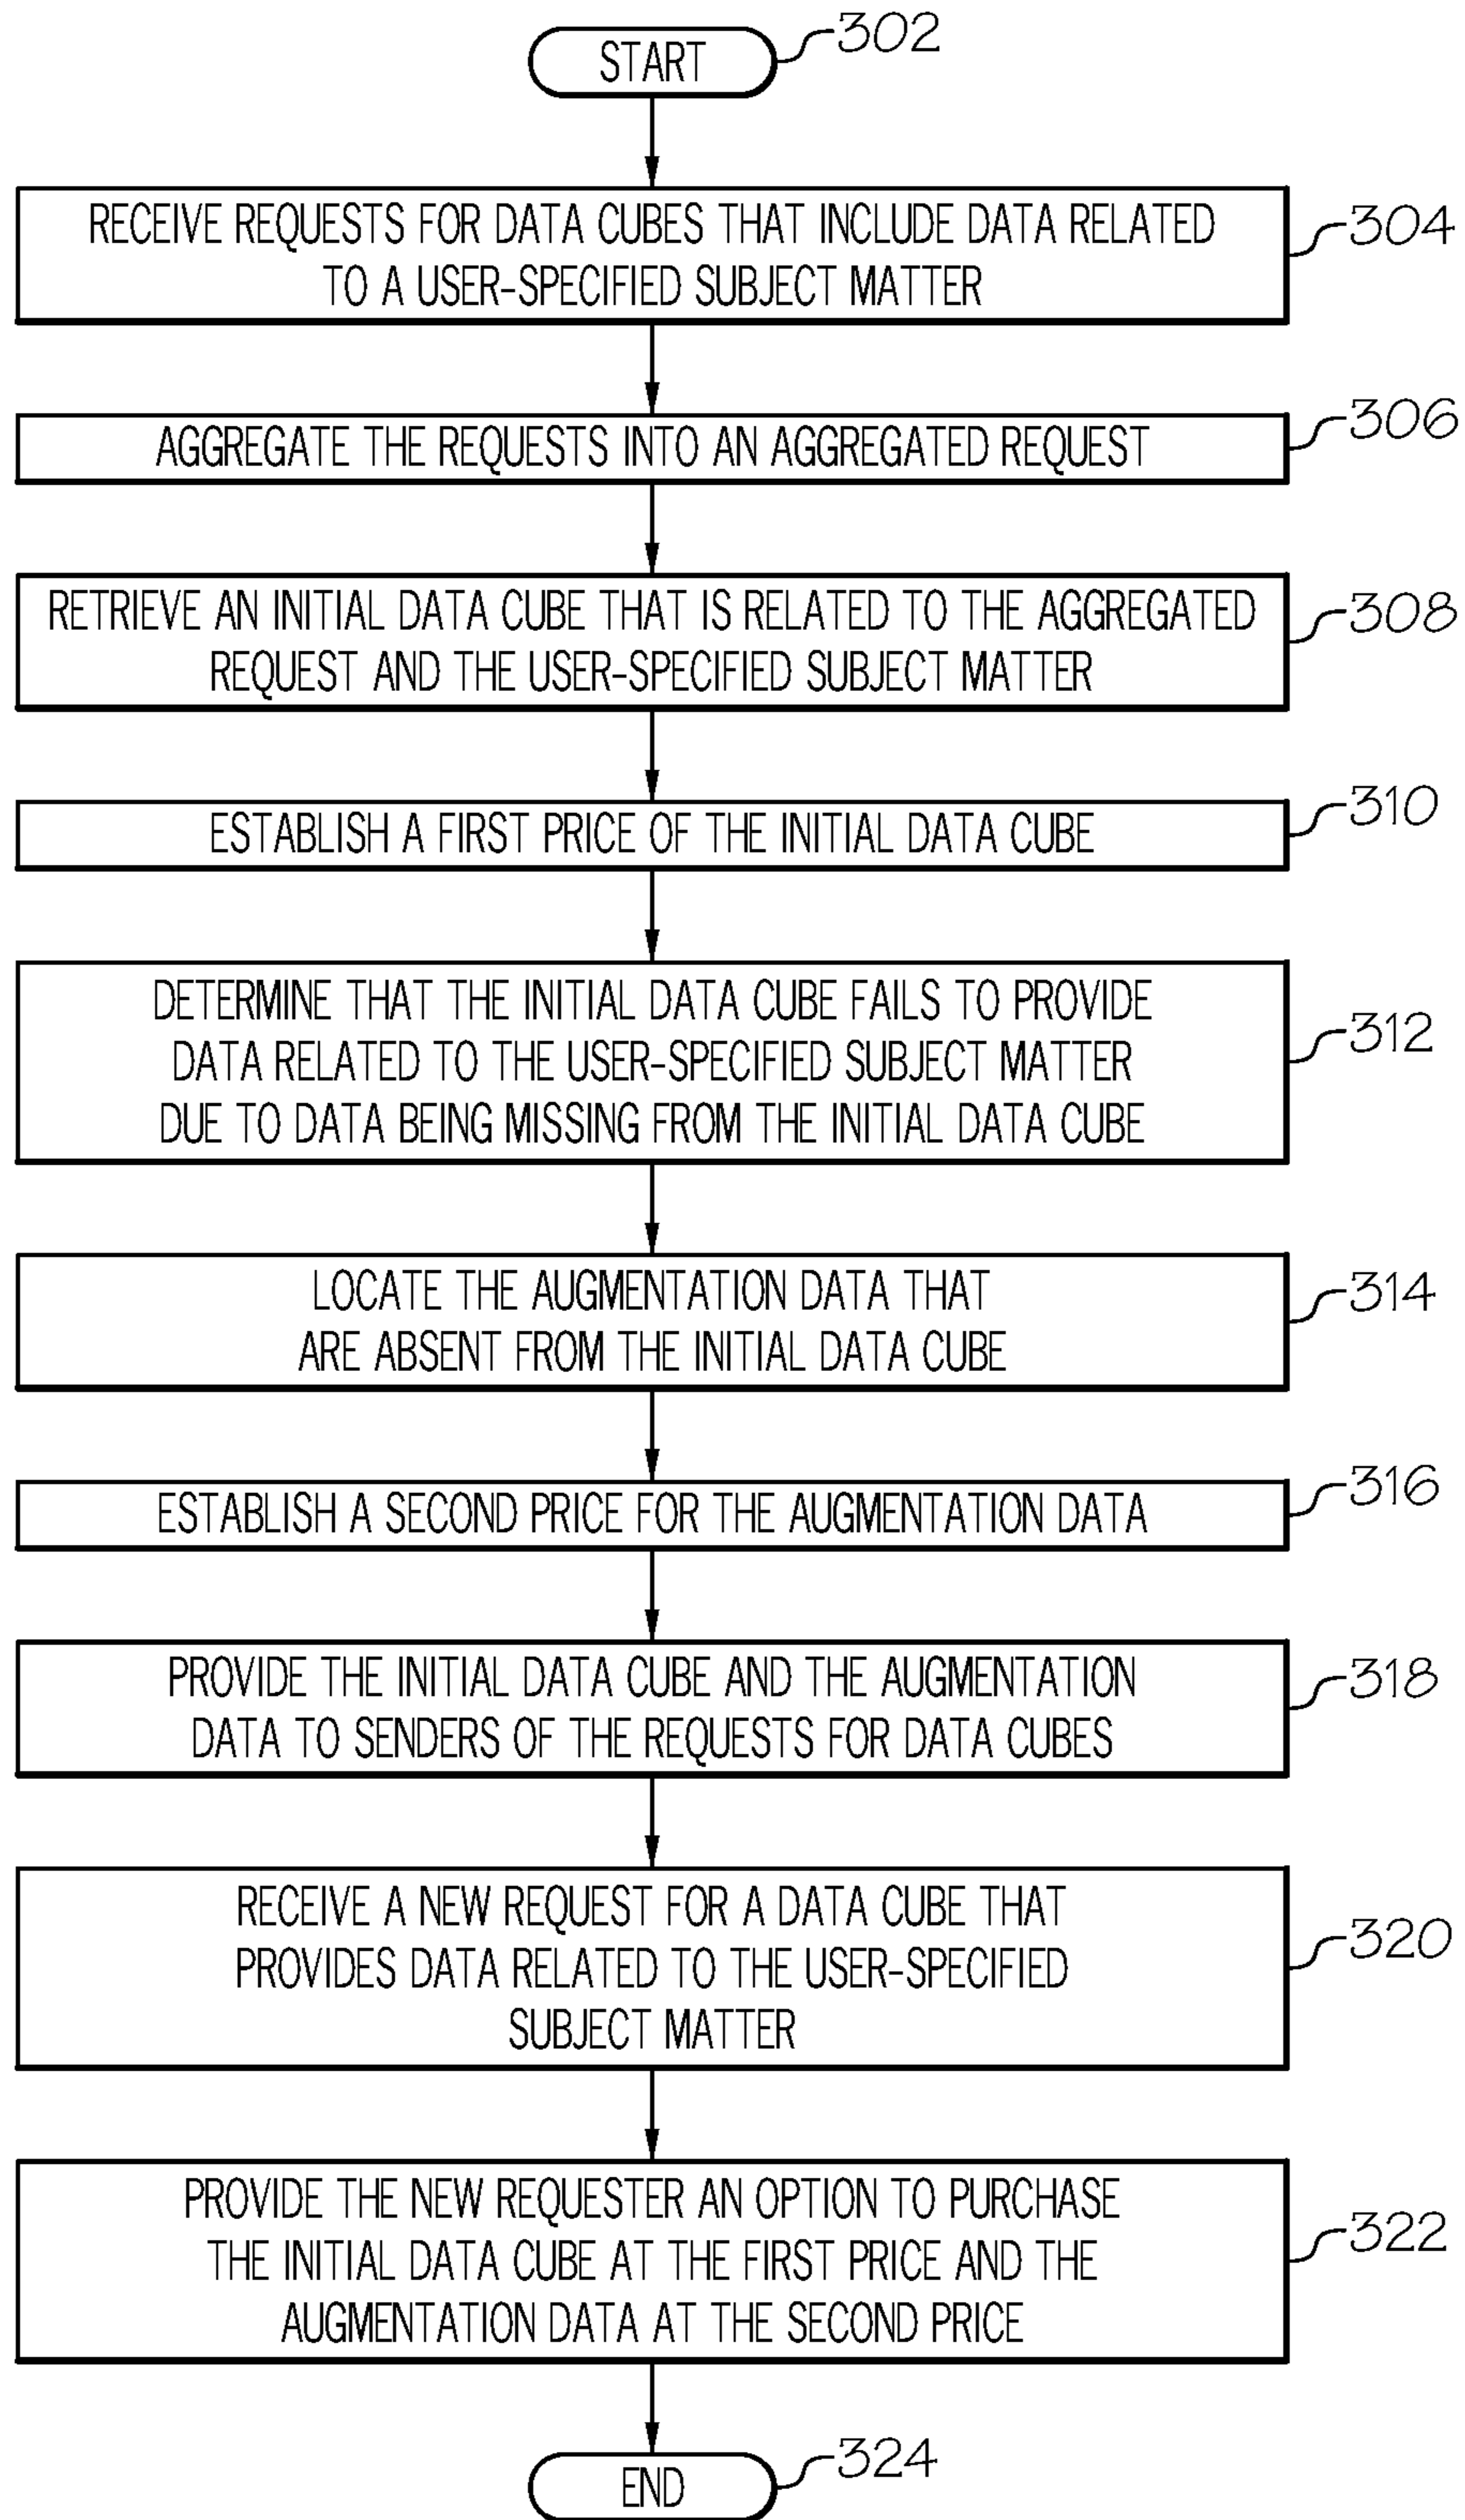 START
302
RECEIVE REQUESTS FOR DATA CUBES THAT INCLUDE DATA RELATED
TO A USER-SPECIFIED SUBJECT MATTER
304
AGGREGATE THE REQUESTS INTO AN AGGREGATED REQUEST
306
RETRIEVE AN INITIAL DATA CUBE THAT IS RELATED TO THE AGGREGATED
REQUEST AND THE USER-SPECIFIED SUBJECT MATTER
308
ESTABLISH A FIRST PRICE OF THE INITIAL DATA CUBE
310
DETERMINE THAT THE INITIAL DATA CUBE FAILS TO PROVIDE
DATA RELATED TO THE USER-SPECIFIED SUBJECT MATTER
DUE TO DATA BEING MISSING FROM THE INITIAL DATA CUBE
312
LOCATE THE AUGMENTATION DATA THAT
ARE ABSENT FROM THE INITIAL DATA CUBE
314
ESTABLISH A SECOND PRICE FOR THE AUGMENTATION DATA
316
PROVIDE THE INITIAL DATA CUBE AND THE AUGMENTATION
DATA TO SENDERS OF THE REQUESTS FOR DATA CUBES
318
RECEIVE A NEW REQUEST FOR A DATA CUBE THAT
PROVIDES DATA RELATED TO THE USER-SPECIFIED
SUBJECT MATTER
320
PROVIDE THE NEW REQUESTER AN OPTION TO PURCHASE
THE INITIAL DATA CUBE AT THE FIRST PRICE AND THE
AUGMENTATION DATA AT THE SECOND PRICE
322
END
324